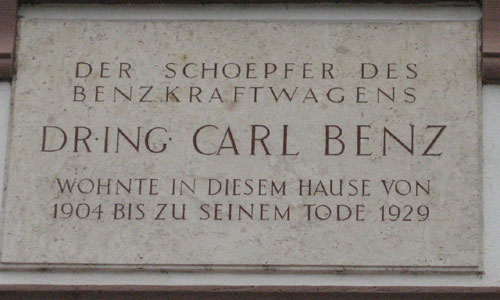 DER SCHOEPFER DES
BENZKRAFTWAGENS
DR·ING· CARL BENZ
WOHNTE IN DIESEM HAUSE VON
1904 BIS ZU SEINEM TODE 1929